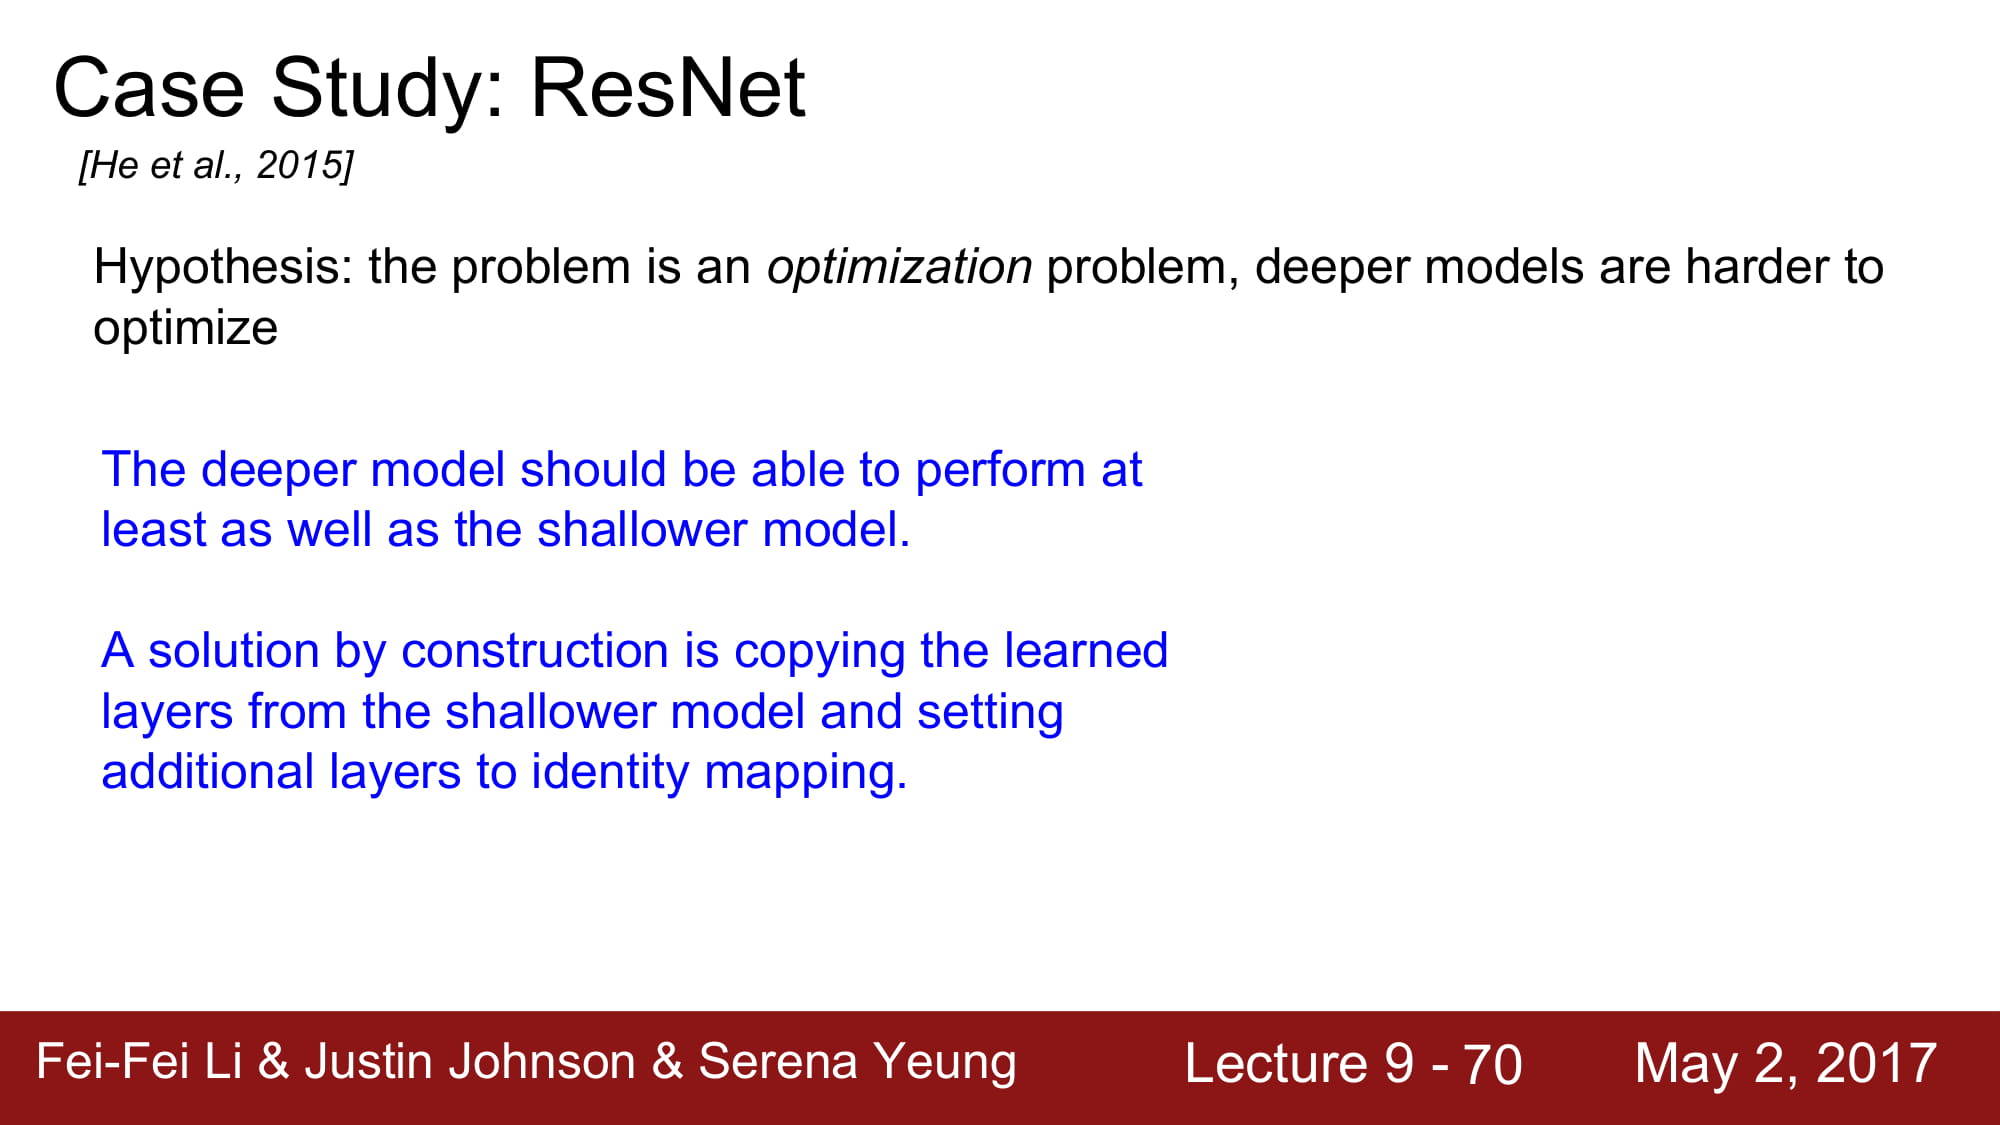 Case Study: ResNet
[He et al., 2015]
Hypothesis: the problem is an optimization problem, deeper models are harder to
optimize
The deeper model should be able to perform at
least as well as the shallower model.
A solution by construction is copying the learned
layers from the shallower model and setting
additional layers to identity mapping.
Fei-Fei Li & Justin Johnson & Serena Yeung
Lecture 9 - 70
May 2, 2017